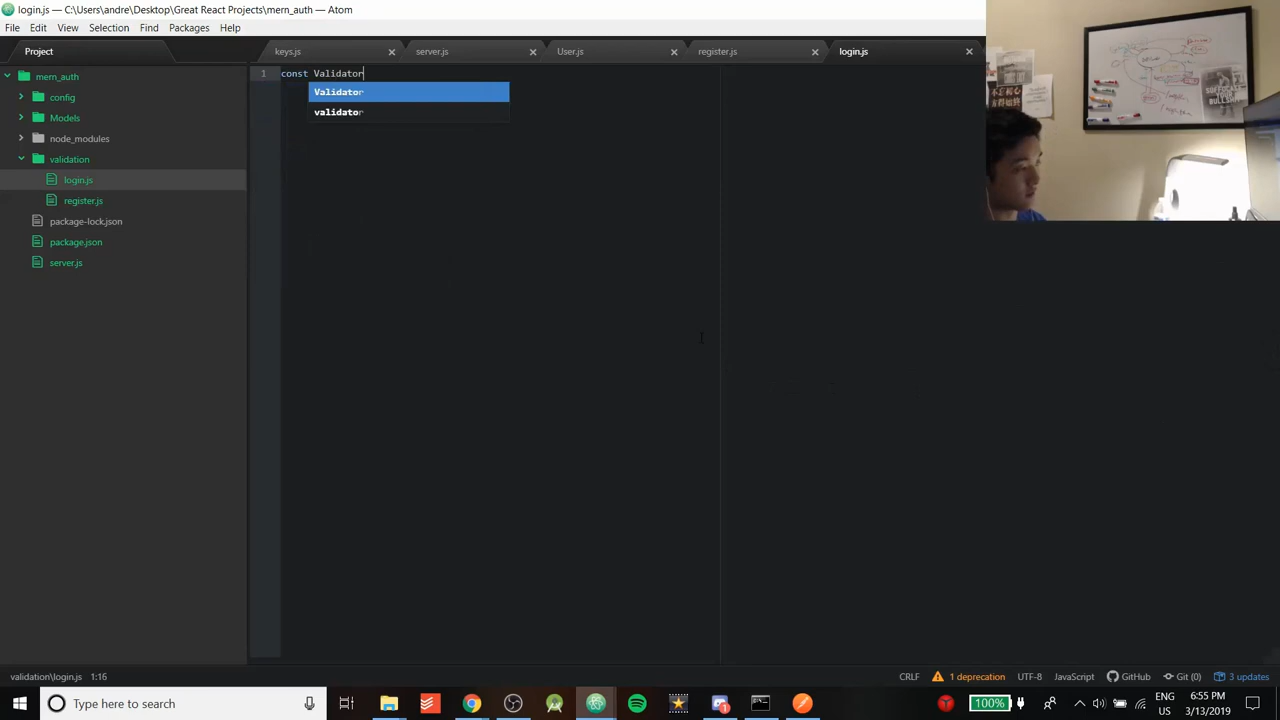 login.js — C:\Users\andre\Desktop\Great React Projects\mern_auth — Atom
File Edit View Selection Find Packages Help
Project
keys.js
server.js
User.js
register.js
login.js
mern_auth
config
Models
node_modules
validation
login.js
register.js
package-lock.json
package.json
server.js
1 const Validator
Validator
validator
SUFFOCATE
YOUR
BULLSHIT
validation\login.js 1:16
CRLF
1 deprecation
UTF-8
JavaScript
GitHub
Git (0)
3 updates
Type here to search
100%
ENG
US
6:55 PM
3/13/2019